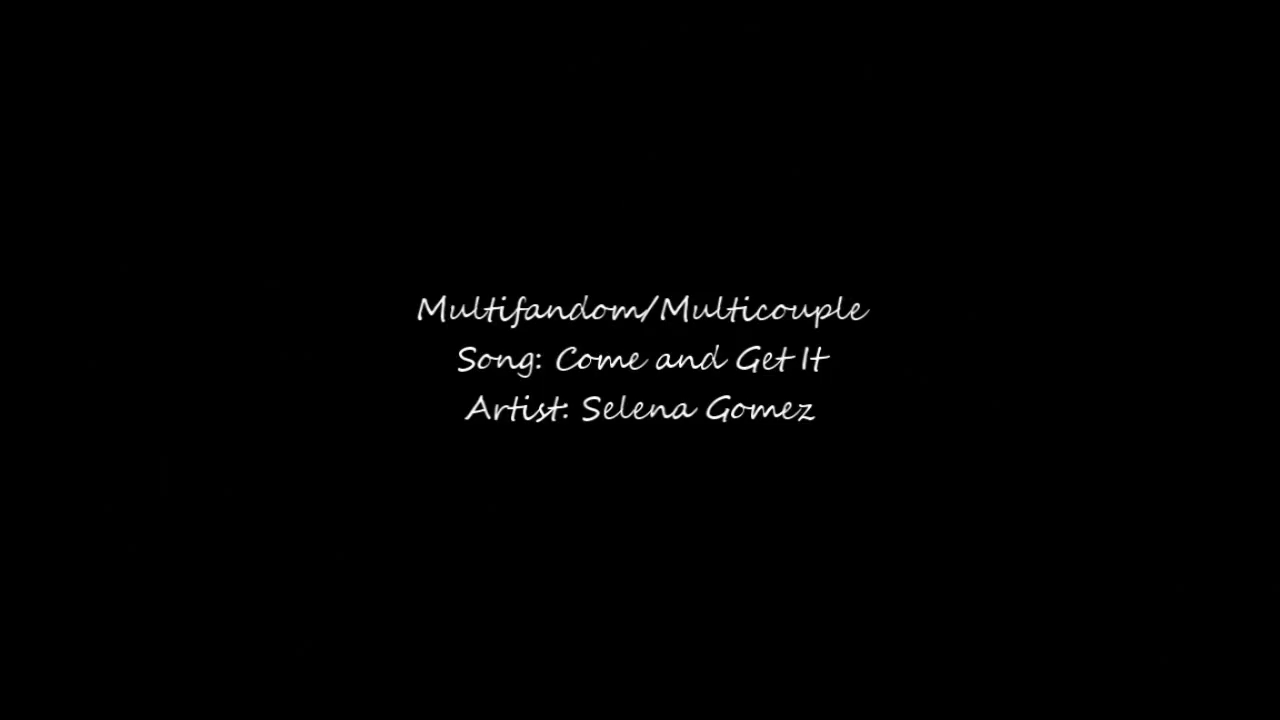 Multifandom/Multicouple
Song: Come and Get It
Artist: Selena Gomez